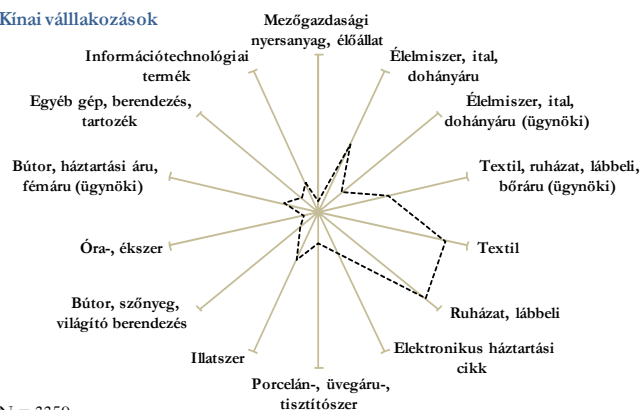 Kínai válllakozások
Mezőgazdasági
nyersanyag, élőállat
Élelmiszer, ital,
dohányáru
Élelmiszer, ital,
dohányáru (ügynöki)
Textil, ruházat, lábbeli,
bőráru (ügynöki)
Textil
Ruházat, lábbeli
Elektronikus háztartási
cikk
Porcelán-, üvegáru-,
tisztítószer
Illatszer
Bútor, szőnyeg,
világító berendezés
Óra-, ékszer
Bútor, háztartási áru,
fémáru (ügynöki)
Egyéb gép, berendezés,
tartozék
Információtechnológiai
termék